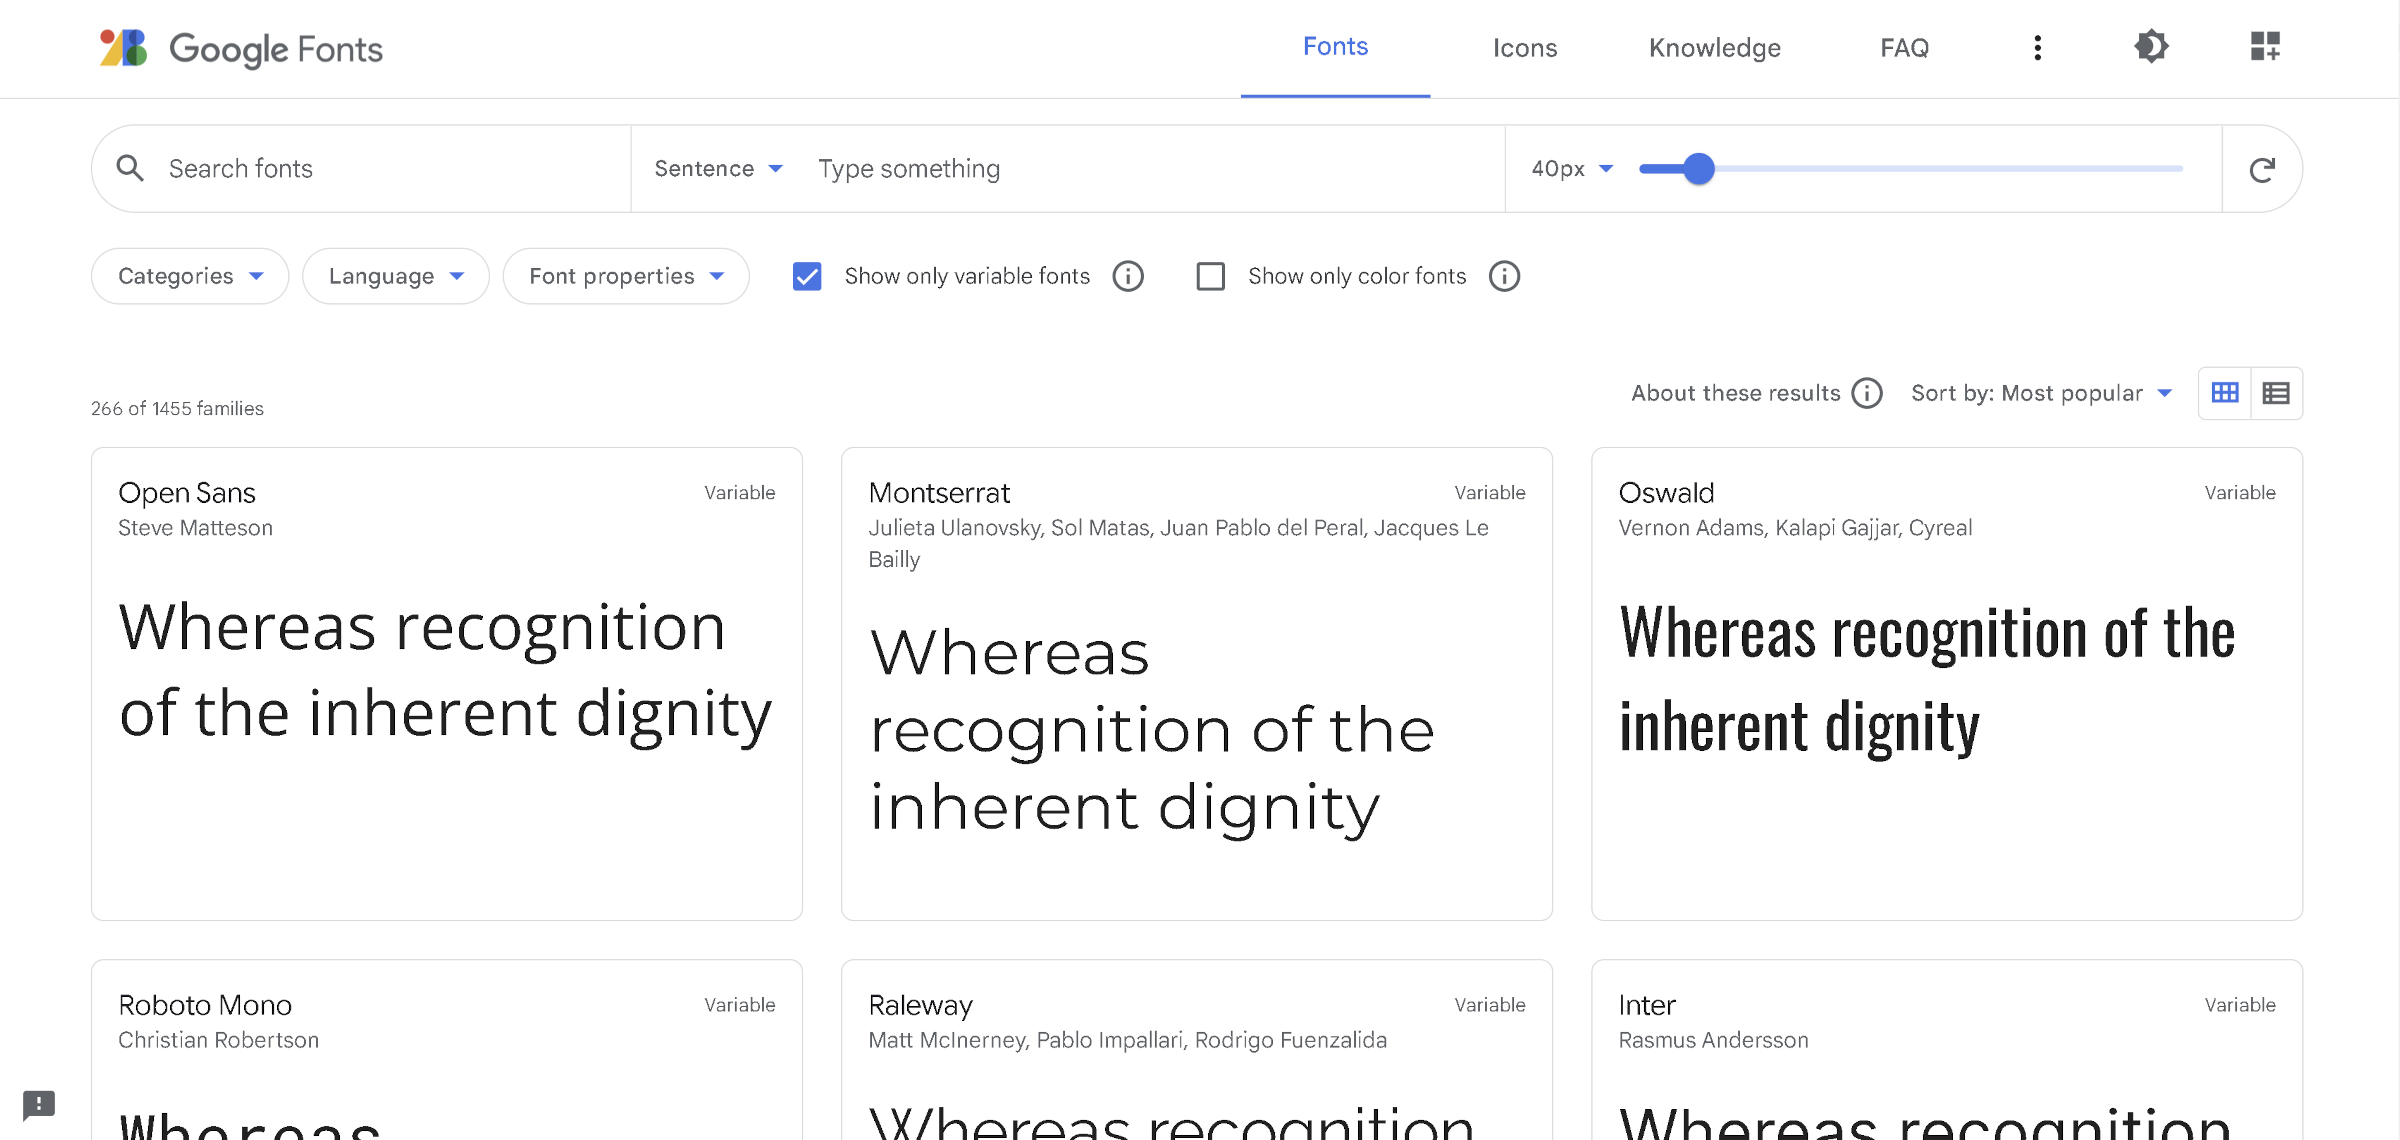 Google Fonts
Fonts
Icons
Knowledge
FAQ
Search fonts
Sentence
Type something
40px
Categories
Language
Font properties
Show only variable fonts
Show only color fonts
266 of 1455 families
About these results
Sort by: Most popular
Open Sans
Variable
Steve Matteson
Whereas recognition
of the inherent dignity
Montserrat
Variable
Julieta Ulanovsky, Sol Matas, Juan Pablo del Peral, Jacques Le
Bailly
Whereas
recognition of the
inherent dignity
Oswald
Variable
Vernon Adams, Kalapi Gajjar, Cyreal
Whereas recognition of the
inherent dignity
Roboto Mono
Variable
Christian Robertson
Whereas
Raleway
Variable
Matt McInerney, Pablo Impallari, Rodrigo Fuenzalida
Whereas recognition
Inter
Variable
Rasmus Andersson
Whereas recognition